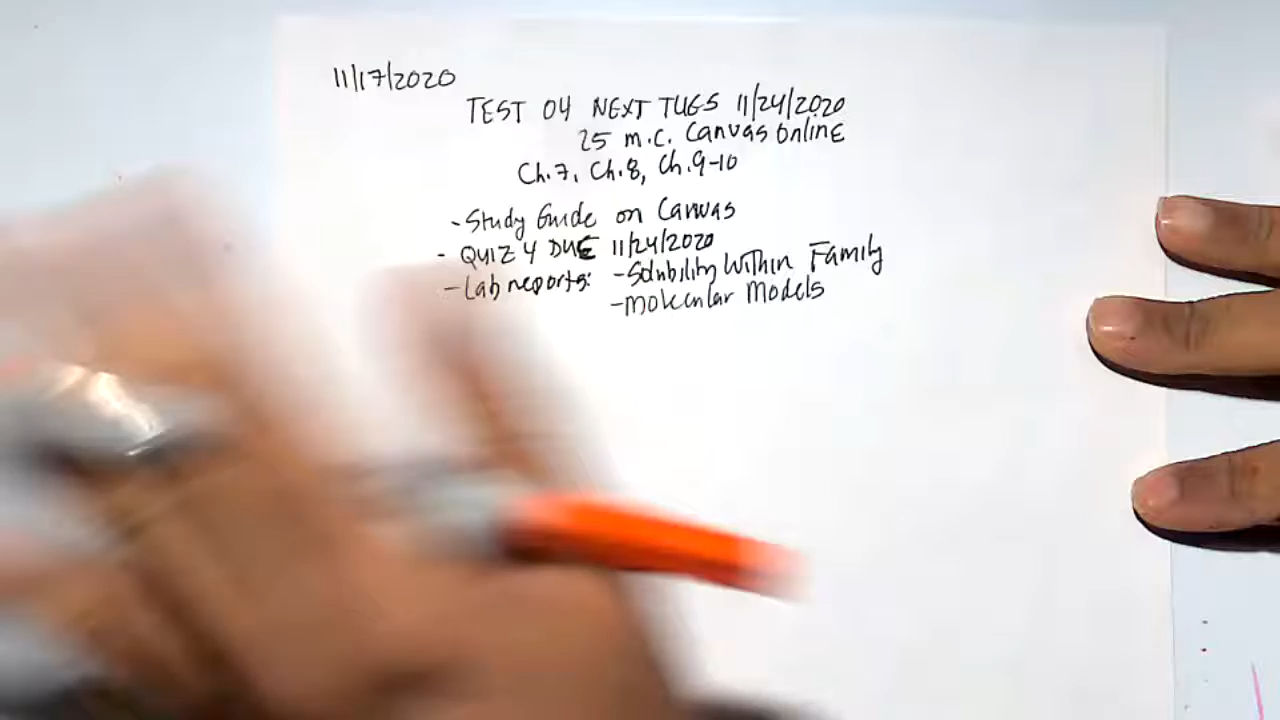 11/17/2020
TEST 04 NEXT TUES 11/24/2020
25 m.c. Canvas Online
Ch.7, Ch.8, Ch.9-10
- Study Guide on Canvas
- QUIZ 4 DUE 11/24/2020
- Lab reports: - Solubility Within Family
- Molecular Models